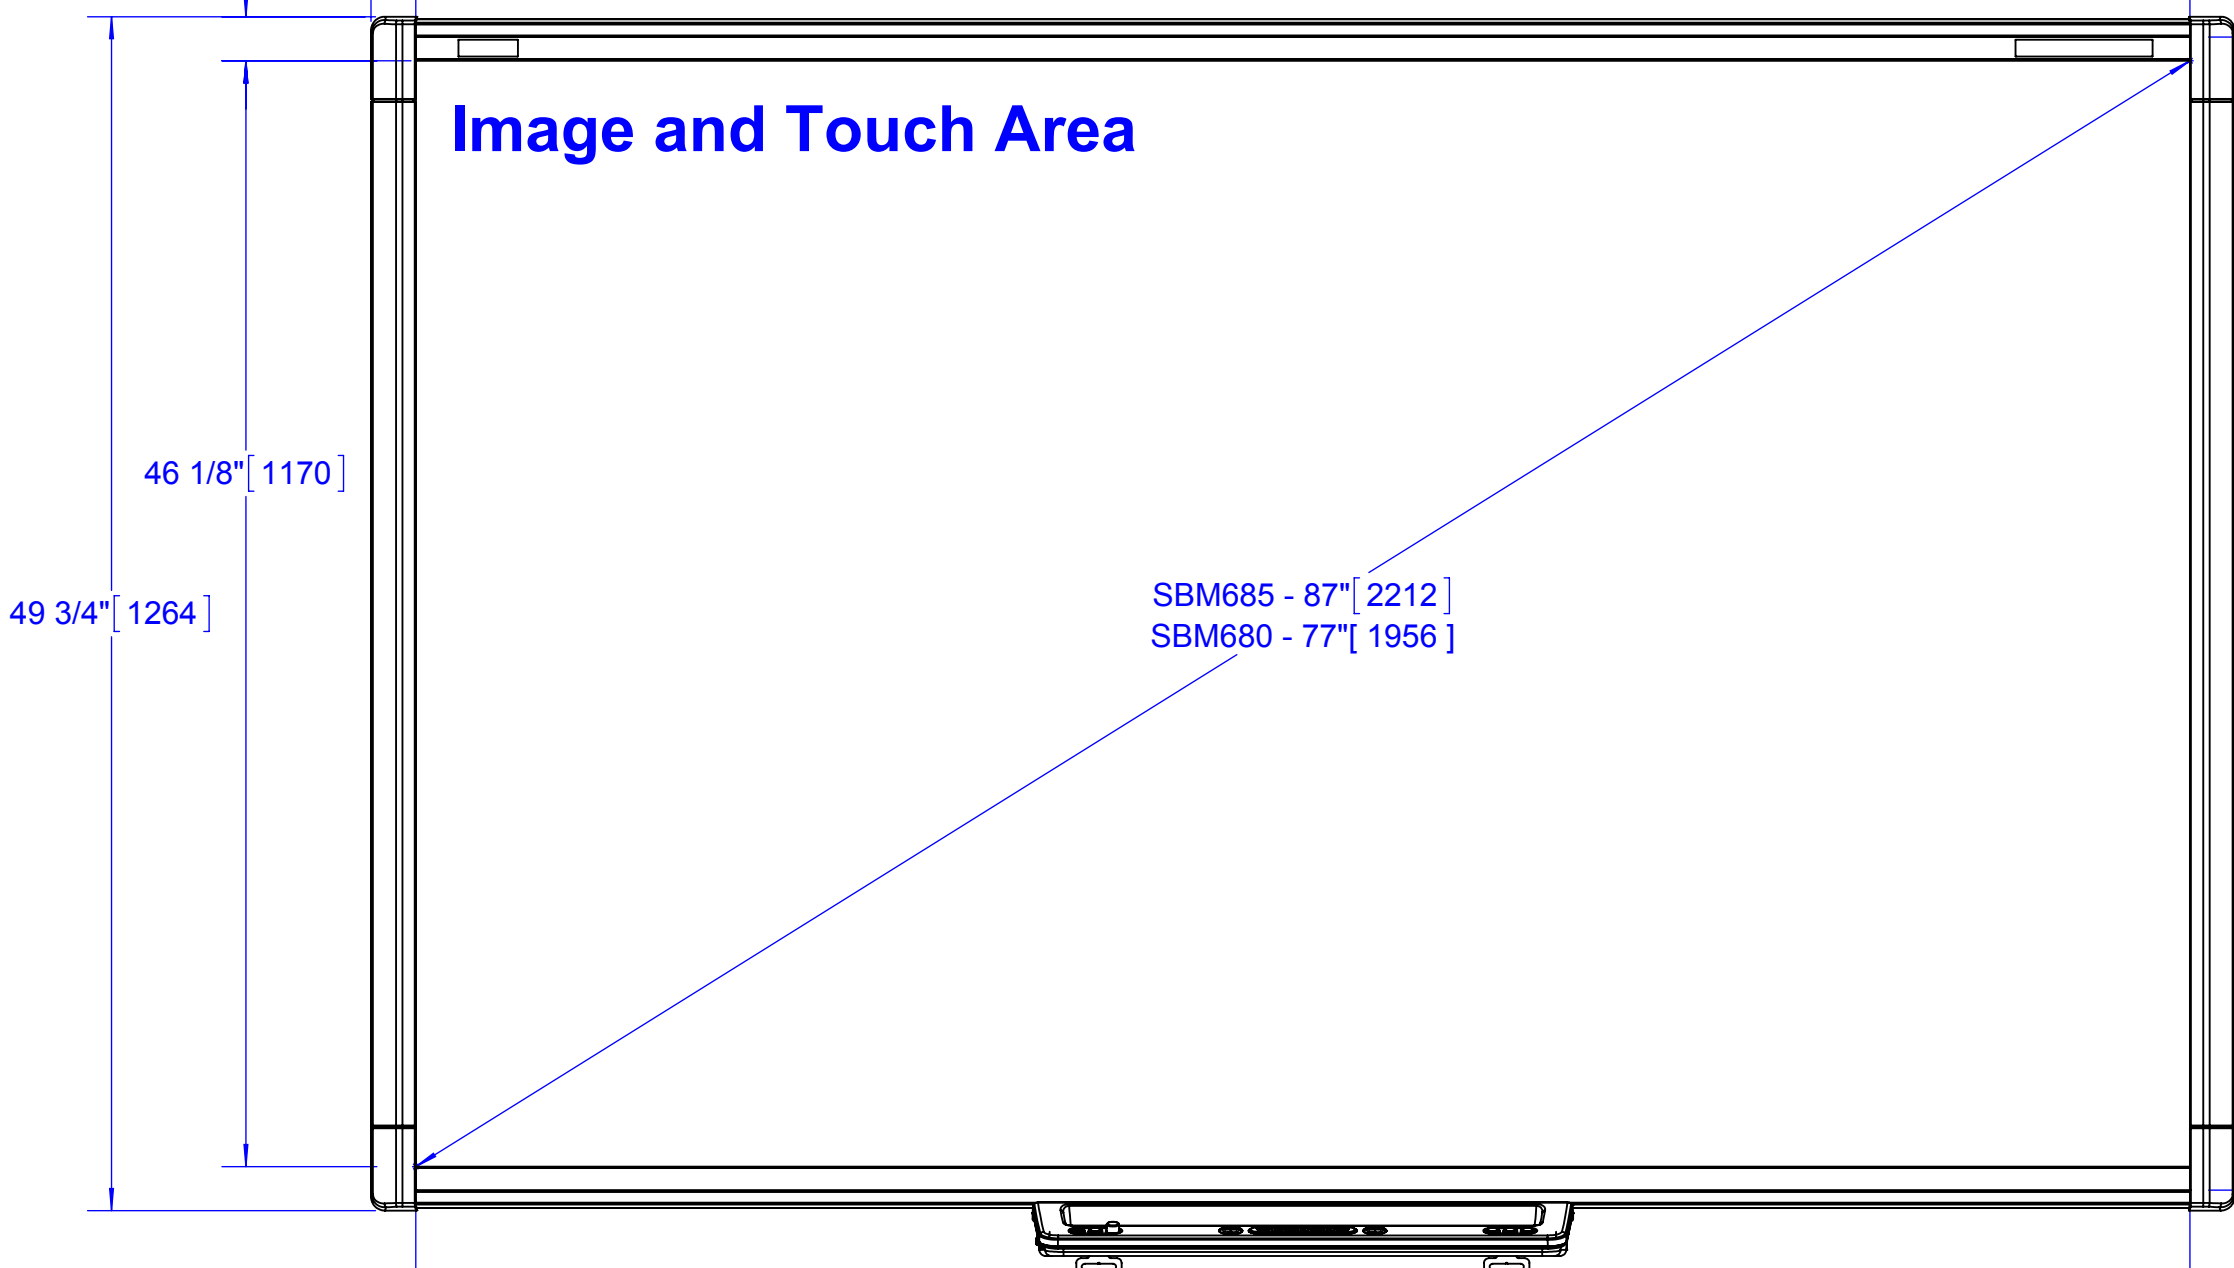 Image and Touch Area
46 1/8"[ 1170 ]
SBM685 - 87"[ 2212 ]
49 3/4"[ 1264 ]
SBM680 - 77"[ 1956 ]